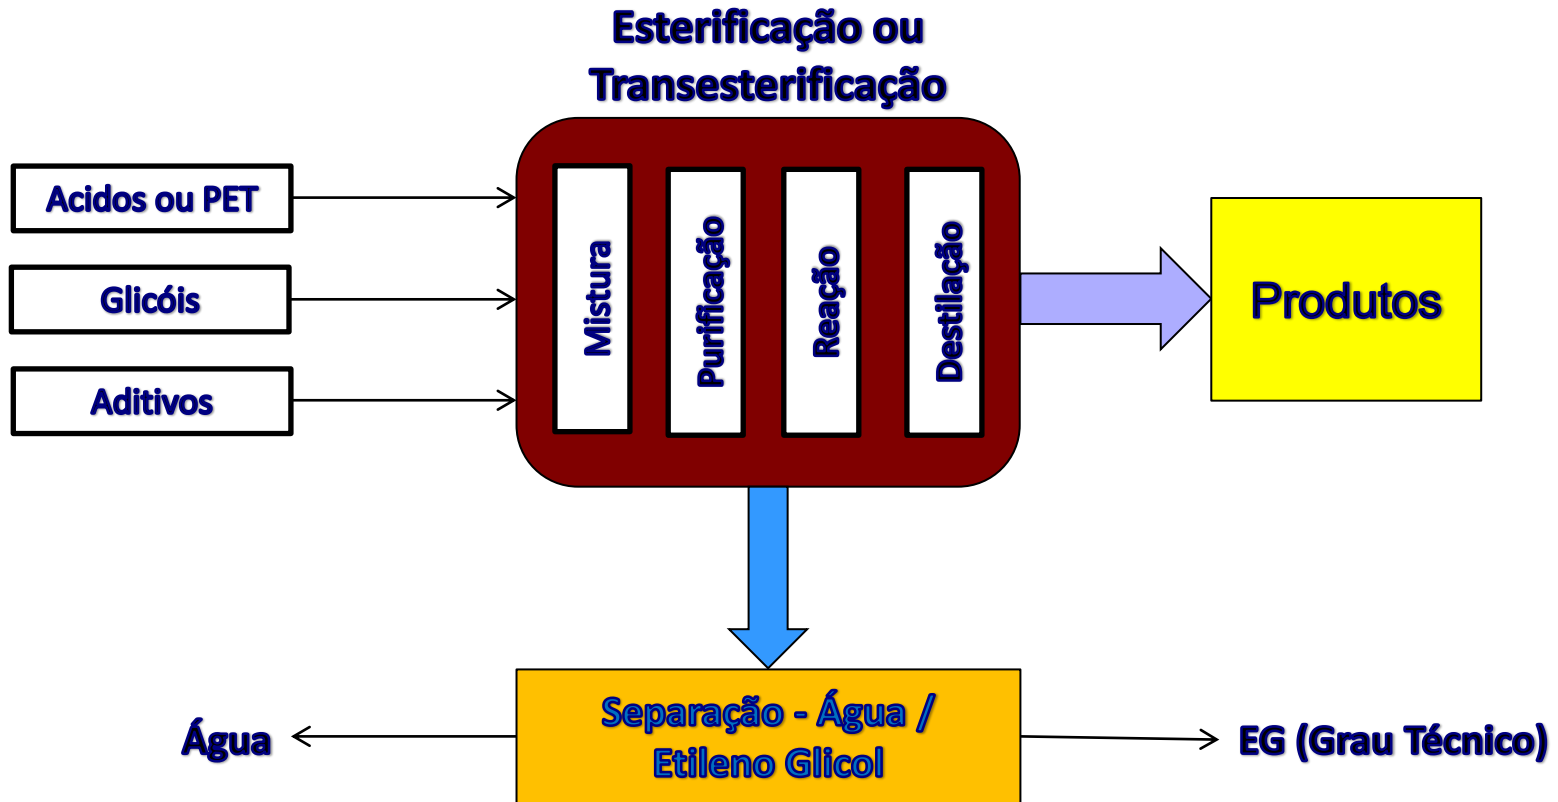 Esterificação ou
Transesterificação
Acidos ou PET
Glicóis
Aditivos
Mistura
Purificação
Reação
Destilação
Produtos
Separação - Água /
Etileno Glicol
Água
EG (Grau Técnico)